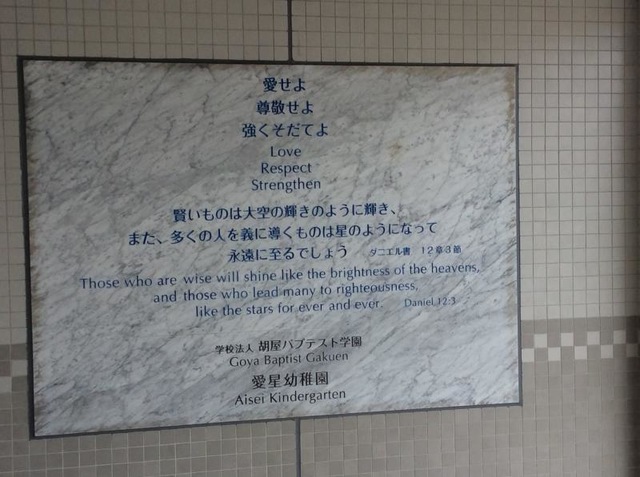 愛せよ
尊敬せよ
強くそだてよ
Love
Respect
Strengthen
賢いものは大空の輝きのように輝き、
また、多くの人を義に導くものは星のようになって
永遠に至るでしょう ダニエル書 12章3節
Those who are wise will shine like the brightness of the heavens,
and those who lead many to righteousness,
like the stars for ever and ever. Daniel 12:3
学校法人 胡屋バプテスト学園
Goya Baptist Gakuen
愛星幼稚園
Aisei Kindergarten